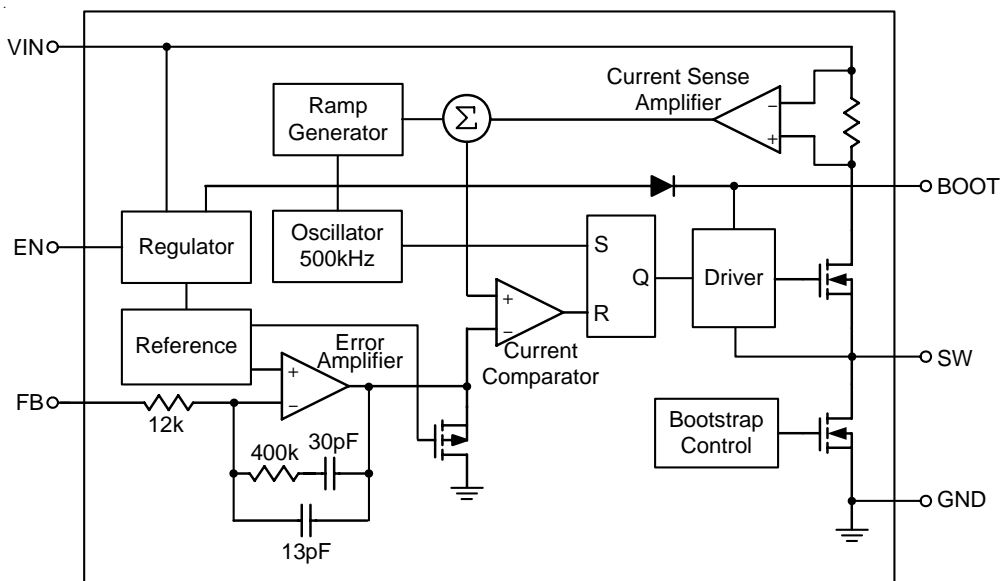 VIN
Current Sense
Amplifier
Ramp
Generator
Σ
−
+
BOOT
EN
Regulator
Oscillator
500kHz
S
Q
R
Driver
Reference
Error
Amplifier
+
−
+
−
Current
Comparator
SW
FB
12k
400k
30pF
13pF
Bootstrap
Control
GND